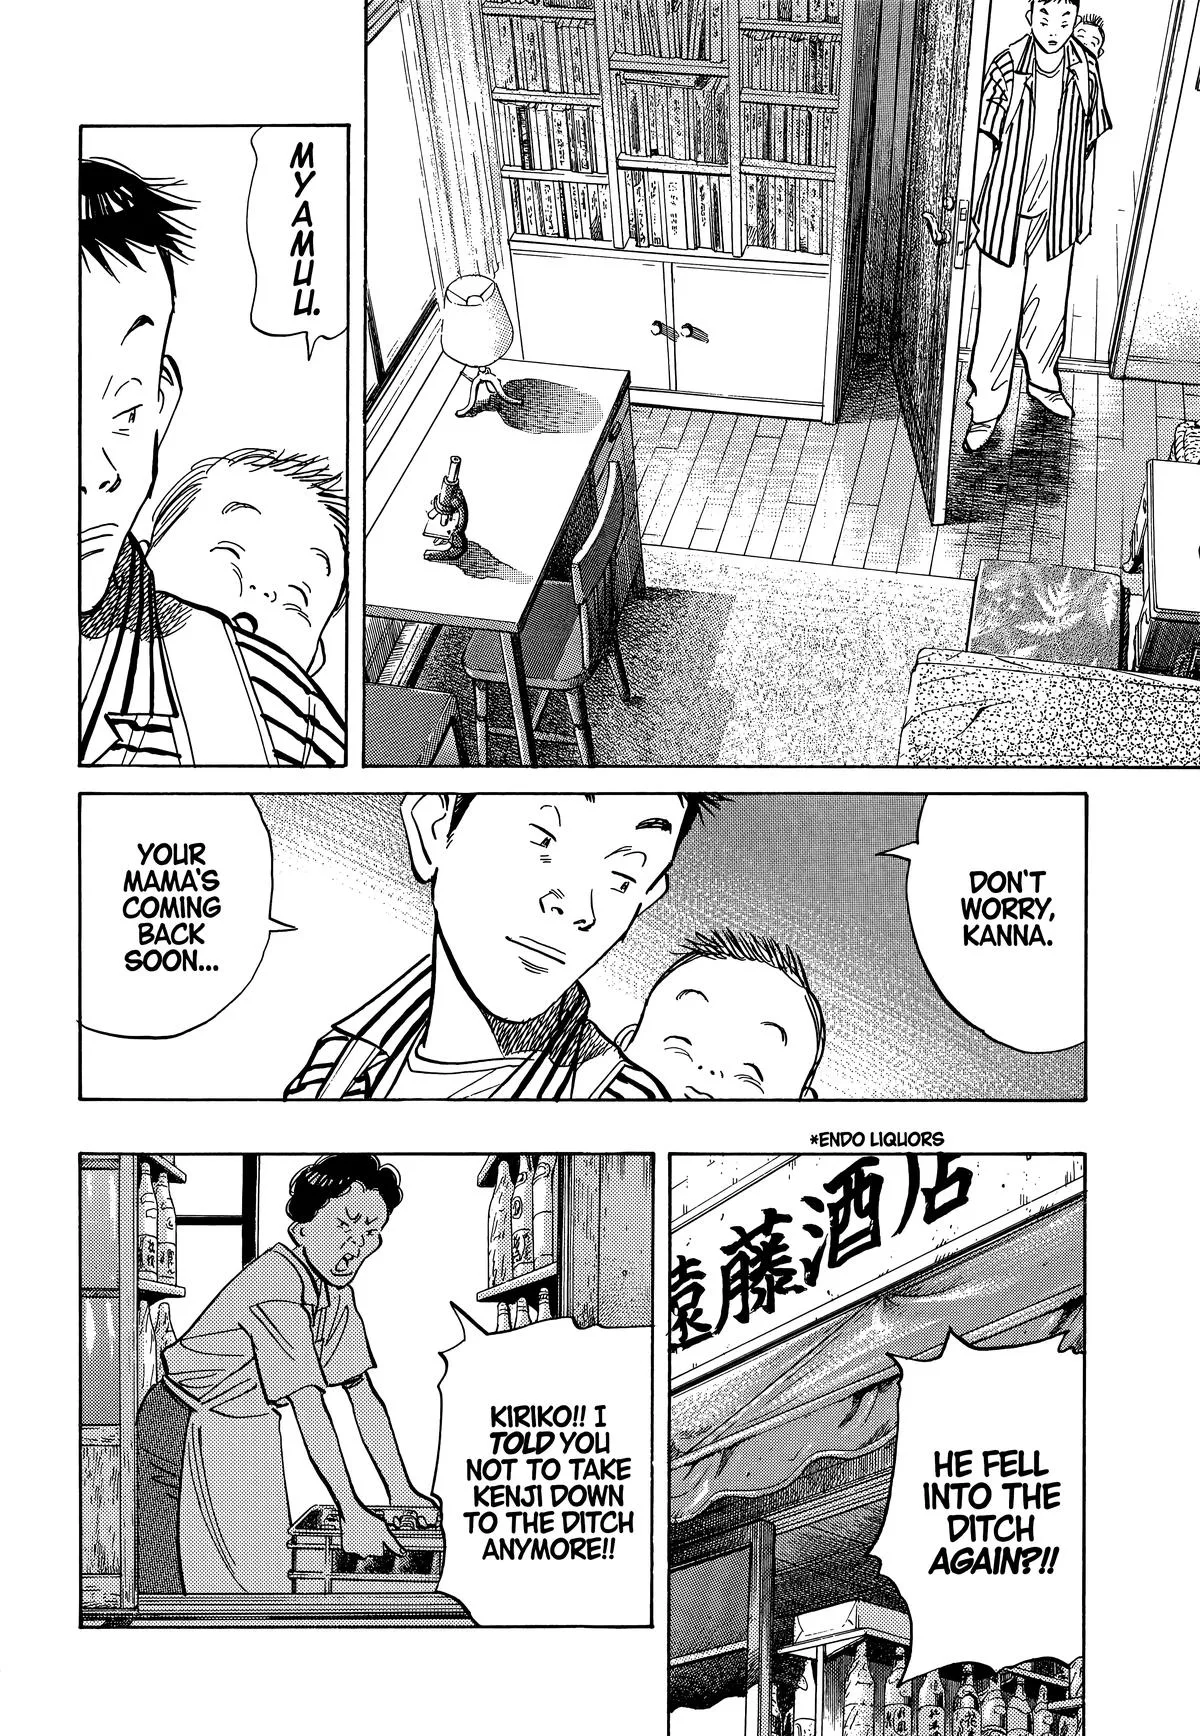 MYAMUU.
DON'T
WORRY,
KANNA.
YOUR
MAMA'S
COMING
BACK
SOON...
*ENDO LIQUORS
遠藤酒店
HE FELL
INTO THE
DITCH
AGAIN?!!
KIRIKO!! I
TOLD YOU
NOT TO TAKE
KENJI DOWN
TO THE DITCH
ANYMORE!!